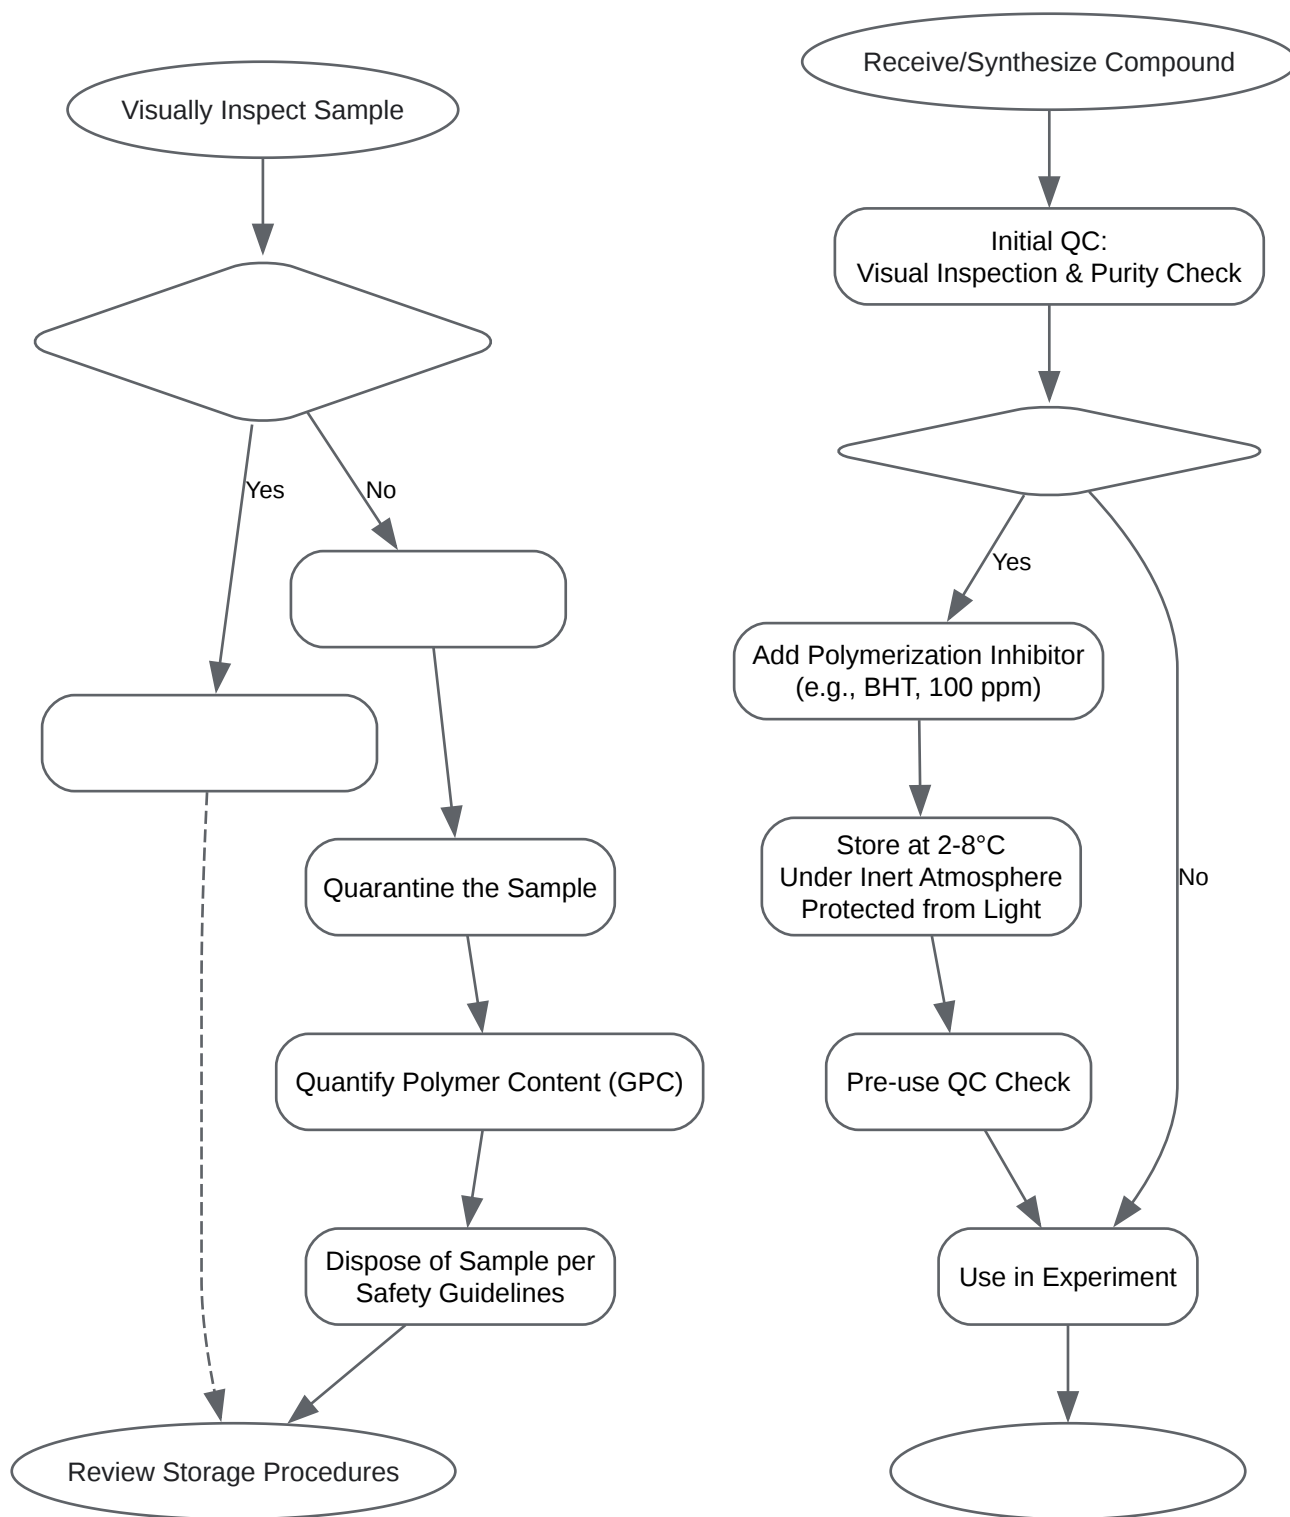 Visually Inspect Sample
Yes
No
Quarantine the Sample
Quantify Polymer Content (GPC)
Dispose of Sample per
Safety Guidelines
Review Storage Procedures
Receive/Synthesize Compound
Initial QC:
Visual Inspection & Purity Check
Yes
Add Polymerization Inhibitor
(e.g., BHT, 100 ppm)
Store at 2-8°C
Under Inert Atmosphere
Protected from Light
No
Pre-use QC Check
Use in Experiment